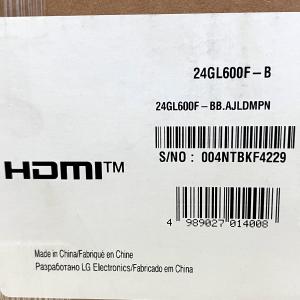 24GL600F-B
24GL600F-BB.AJLDMPN
S/NO : 004NTBKF4229
HDMI™
4 989027 014008
Made in China/Fabriqué en Chine
Разработано LG Electronics/Fabricado em China